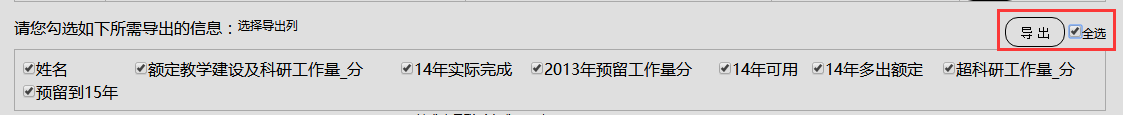 请您勾选如下所需导出的信息：选择导出列 导 出 全选
姓名 额定教学建设及科研工作量_分 14年实际完成 2013年预留工作量分 14年可用 14年多出额定 超科研工作量_分
预留到15年